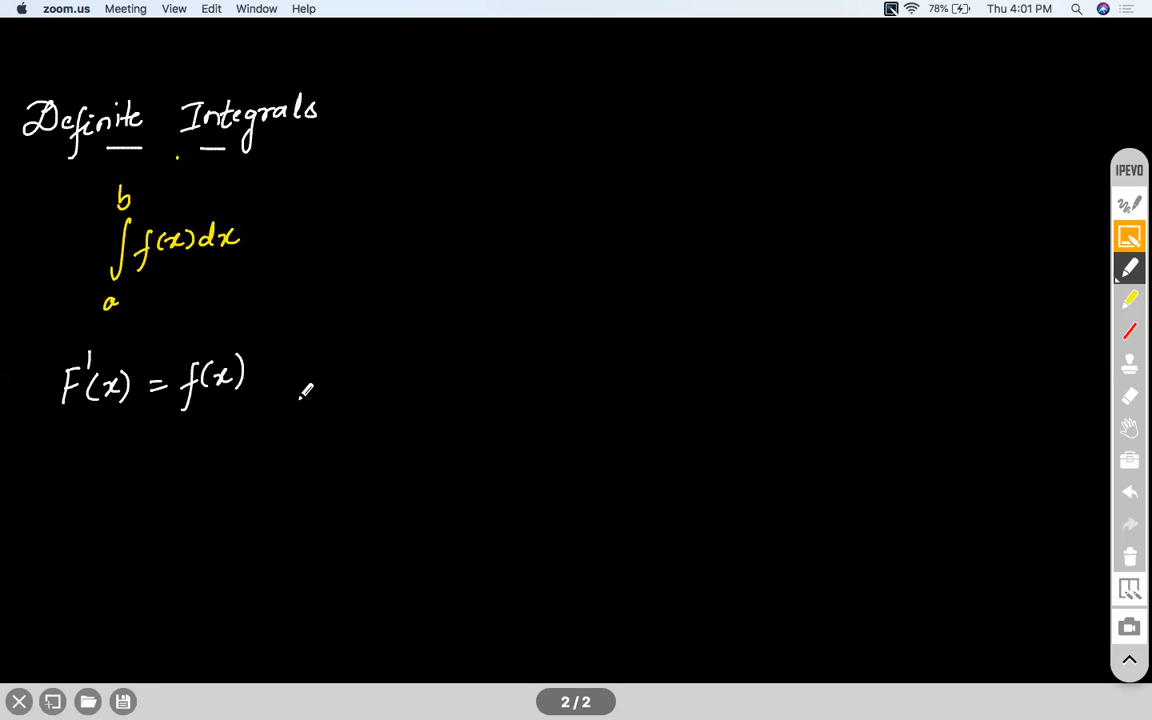 zoom.us Meeting View Edit Window Help 78% Thu 4:01 PM
Definite Integrals
b
∫ f(x)dx
a
F'(x) = f(x)
IPEVO
2 / 2